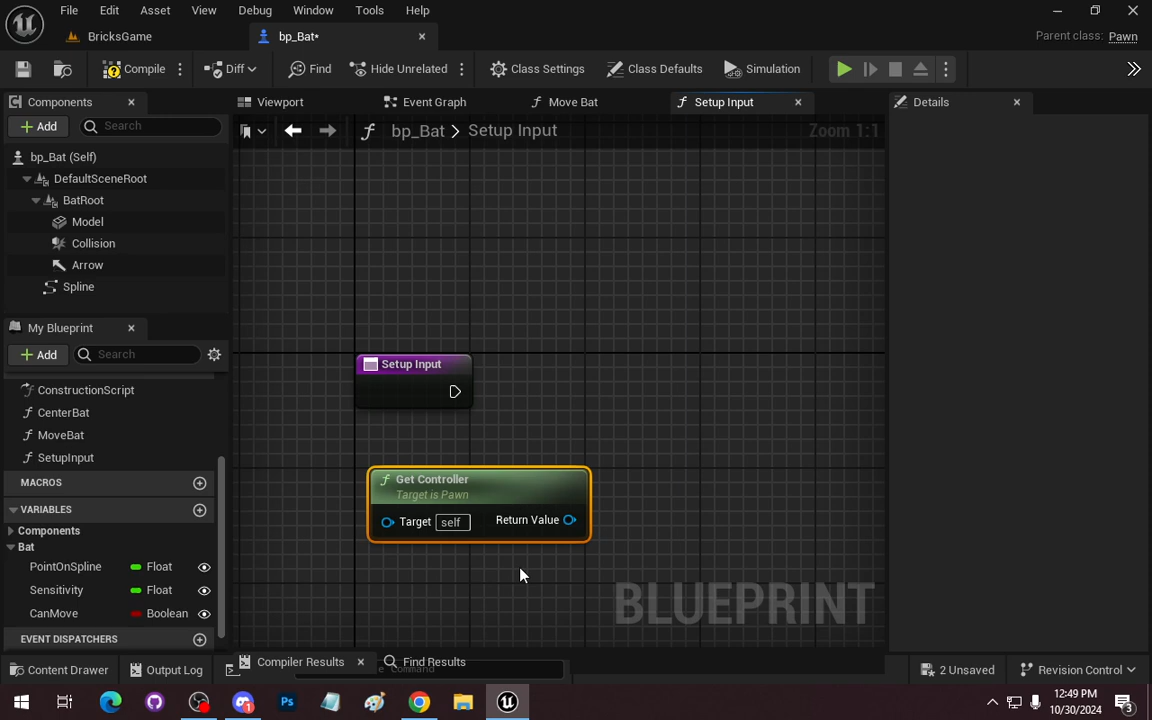 File Edit Asset View Debug Window Tools Help
BricksGame bp_Bat* Parent class: Pawn
Compile Diff Find Hide Unrelated Class Settings Class Defaults Simulation
Components Viewport Event Graph Move Bat Setup Input Details
Add Search
bp_Bat > Setup Input Zoom 1:1
bp_Bat (Self)
DefaultSceneRoot
BatRoot
Model
Collision
Arrow
Spline
My Blueprint
Add Search
ConstructionScript
CenterBat
MoveBat
SetupInput
MACROS
VARIABLES
Components
Bat
PointOnSpline Float
Sensitivity Float
CanMove Boolean
EVENT DISPATCHERS
Setup Input
Get Controller
Target is Pawn
Target self Return Value
BLUEPRINT
Compiler Results Find Results
Content Drawer Output Log 2 Unsaved Revision Control
12:49 PM
10/30/2024
3